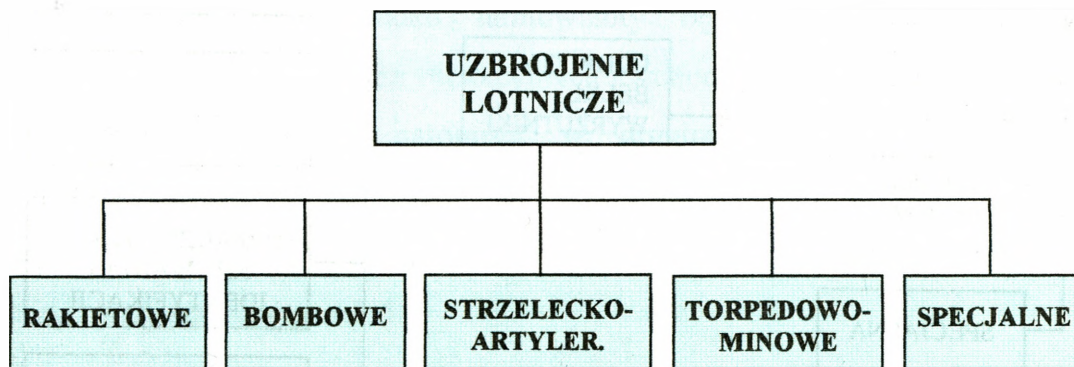 UZBROJENIE
LOTNICZE
RAKIETOWE
BOMBOWE
STRZELECKO-
ARTYLER.
TORPEDOWO-
MINOWE
SPECJALNE